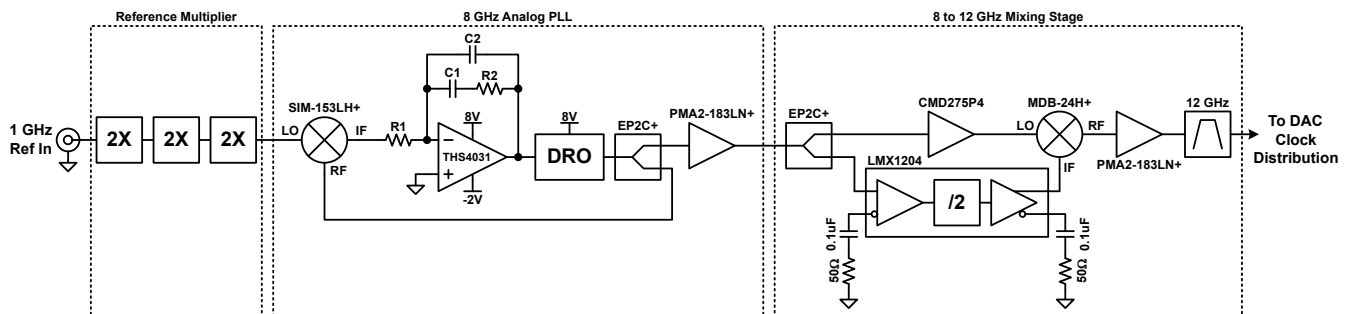 Reference Multiplier
1 GHz
Ref In
2X
2X
2X
8 GHz Analog PLL
SIM-153LH+
LO
IF
RF
R1
C2
C1
R2
8V
THS4031
-2V
8V
DRO
EP2C+
PMA2-183LN+
8 to 12 GHz Mixing Stage
EP2C+
CMD275P4
LMX1204
/2
50Ω 0.1uF
50Ω 0.1uF
MDB-24H+
LO
RF
IF
PMA2-183LN+
12 GHz
To DAC
Clock
Distribution